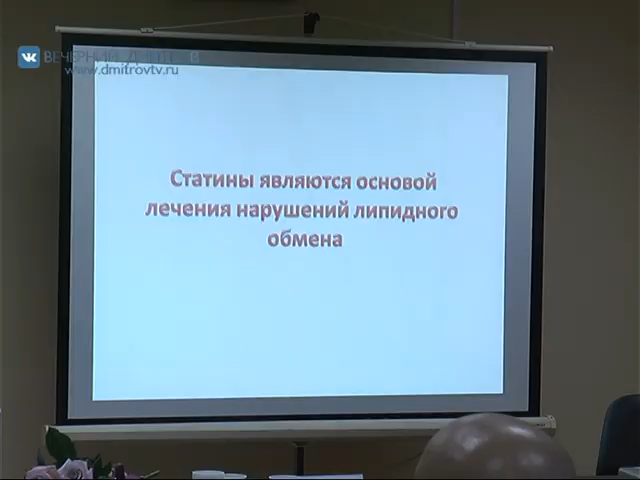 www.dmitrovtv.ru
Статины являются основой
лечения нарушений липидного
обмена